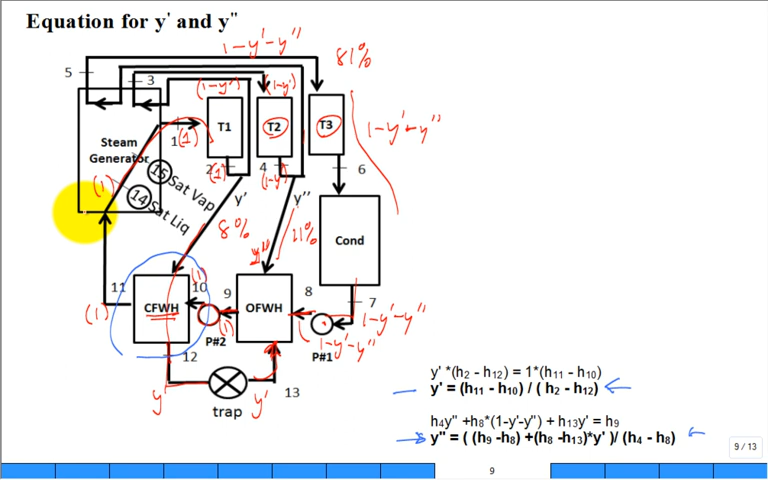 Equation for y' and y"
1-y'-y"
81%
5
3
(1-y')
(1-y')
T1
T2
T3
1-y'-y"
Steam
Generator
1
(1)
2
(1)
4
(1-y')
6
(1)
15 Sat Vap
14 Sat Liq
y'
y"
8%
y"
11%
Cond
11
10
(1)
9
8
7
CFWH
OFWH
(1)
(1)
1-y'-y"
P#2
P#1
1-y'-y"
12
y'
y'
13
trap
y' *(h2 - h12) = 1*(h11 - h10)
y' = (h11 - h10) / ( h2 - h12)
h4y" +h8*(1-y'-y") + h13y' = h9
y" = ( (h9 -h8) +(h8 -h13)*y' )/ (h4 - h8)
9 / 13
9